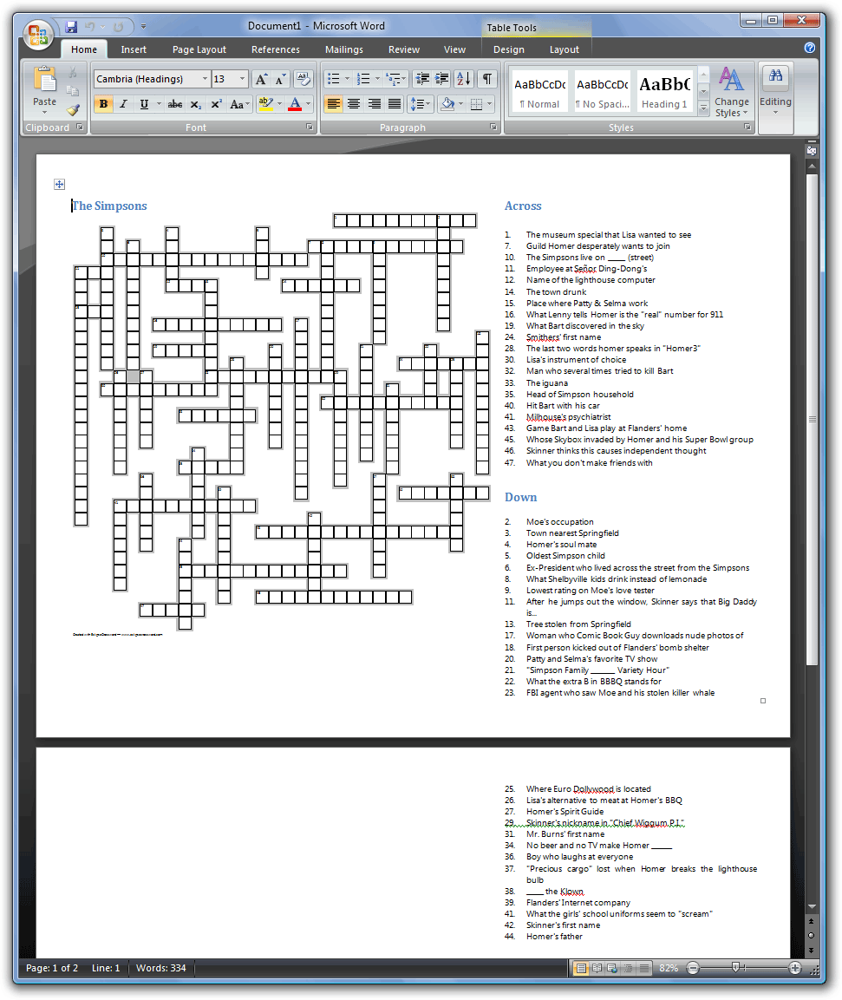 Document1 - Microsoft Word
Table Tools
Home Insert Page Layout References Mailings Review View Design Layout
Paste
Clipboard
Cambria (Headings) 13
Font
Paragraph
AaBbCcDc AaBbCcDc AaBbC
¶ Normal ¶ No Spaci... Heading 1
Change Styles
Styles
Editing
The Simpsons
Across
1. The museum special that Lisa wanted to see
7. Guild Homer desperately wants to join
10. The Simpsons live on ____ (street)
11. Employee at Señor Ding-Dong's
12. Name of the lighthouse computer
14. The town drunk
15. Place where Patty & Selma work
16. What Lenny tells Homer is the "real" number for 911
19. What Bart discovered in the sky
24. Smithers' first name
28. The last two words homer speaks in "Homer3"
30. Lisa's instrument of choice
32. Man who several times tried to kill Bart
33. The iguana
35. Head of Simpson household
40. Hit Bart with his car
41. Milhouse's psychiatrist
43. Game Bart and Lisa play at Flanders' home
45. Whose Skybox invaded by Homer and his Super Bowl group
46. Skinner thinks this causes independent thought
47. What you don't make friends with
Down
2. Moe's occupation
3. Town nearest Springfield
4. Homer's soul mate
5. Oldest Simpson child
6. Ex-President who lived across the street from the Simpsons
8. What Shelbyville kids drink instead of lemonade
9. Lowest rating on Moe's love tester
11. After he jumps out the window, Skinner says that Big Daddy
is...
13. Tree stolen from Springfield
17. Woman who Comic Book Guy downloads nude photos of
18. First person kicked out of Flanders' bomb shelter
20. Patty and Selma's favorite TV show
21. "Simpson Family ______ Variety Hour"
22. What the extra B in BBBQ stands for
23. FBI agent who saw Moe and his stolen killer whale
25. Where Euro Dollywood is located
26. Lisa's alternative to meat at Homer's BBQ
27. Homer's Spirit Guide
29. Skinner's nickname in "Chief Wiggum P.I."
31. Mr. Burns' first name
34. No beer and no TV make Homer _____
36. Boy who laughs at everyone
37. "Precious cargo" lost when Homer breaks the lighthouse
bulb
38. ____ the Klown
39. Flanders' Internet company
41. What the girls' school uniforms seem to "scream"
42. Skinner's first name
44. Homer's father
Page: 1 of 2 Line: 1 Words: 334 82%